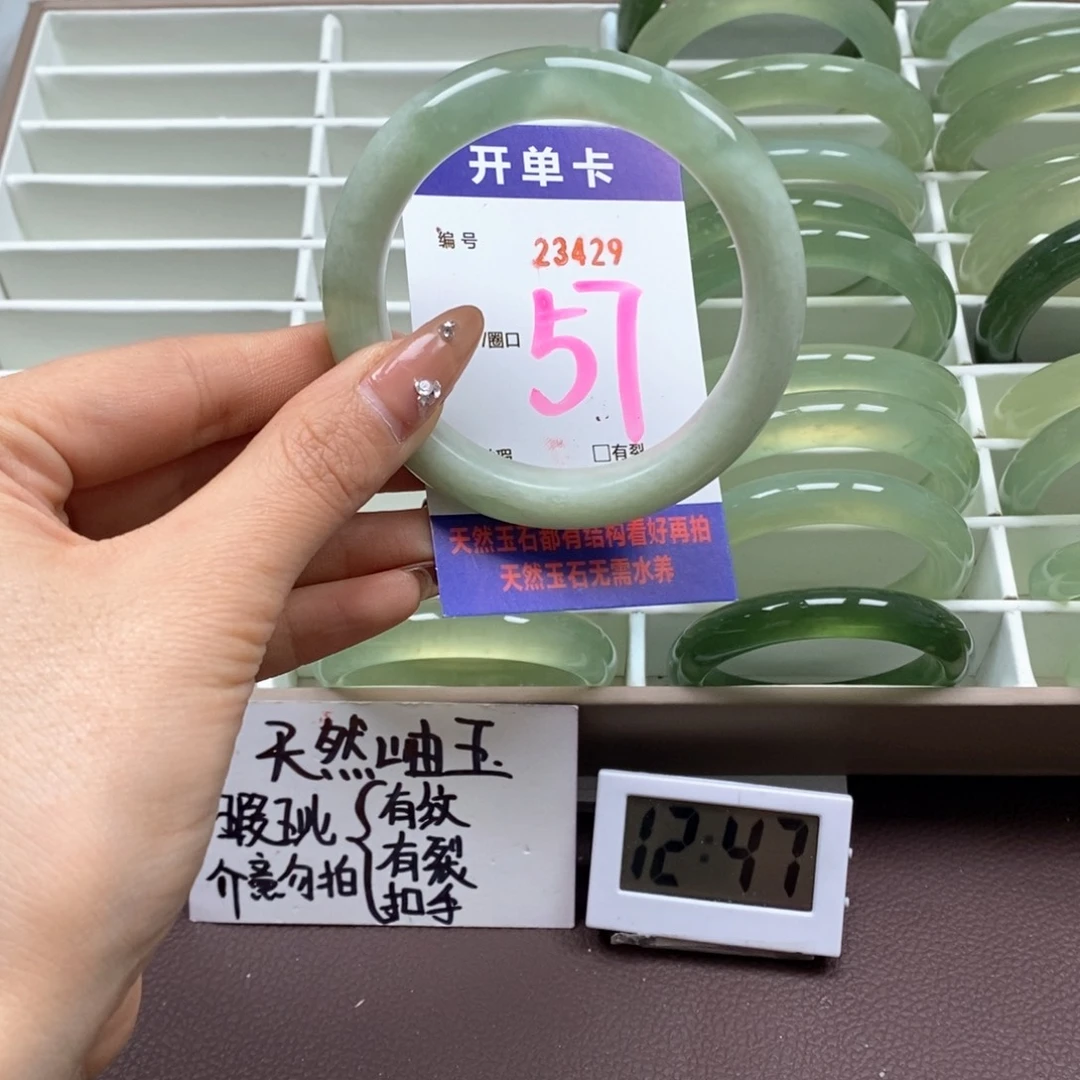 开单卡
编号 23429
/圈口 57
□有裂
天然玉石都有结构看好再拍
天然玉石无需水养
天然岫玉
瑕玭 有纹
介意勿拍 有裂
扣手
12:47